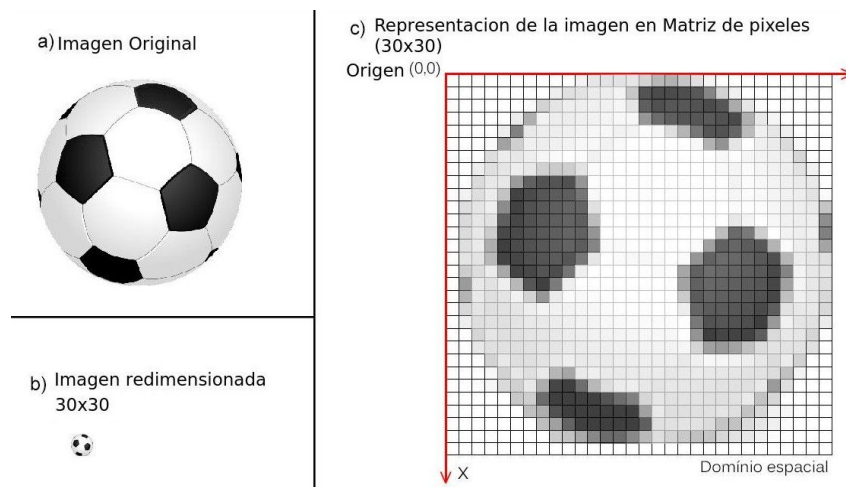 a) Imagen Original
b) Imagen redimensionada
30x30
c) Representacion de la imagen en Matriz de pixeles
(30x30)
Origen (0,0)
X
Domínio espacial